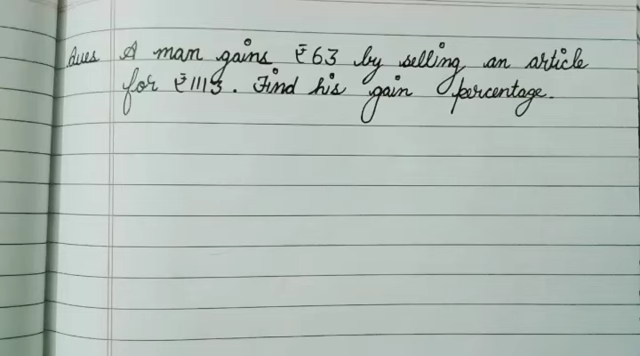 Ques A man gains ₹63 by selling an article
for ₹1113. Find his gain percentage.